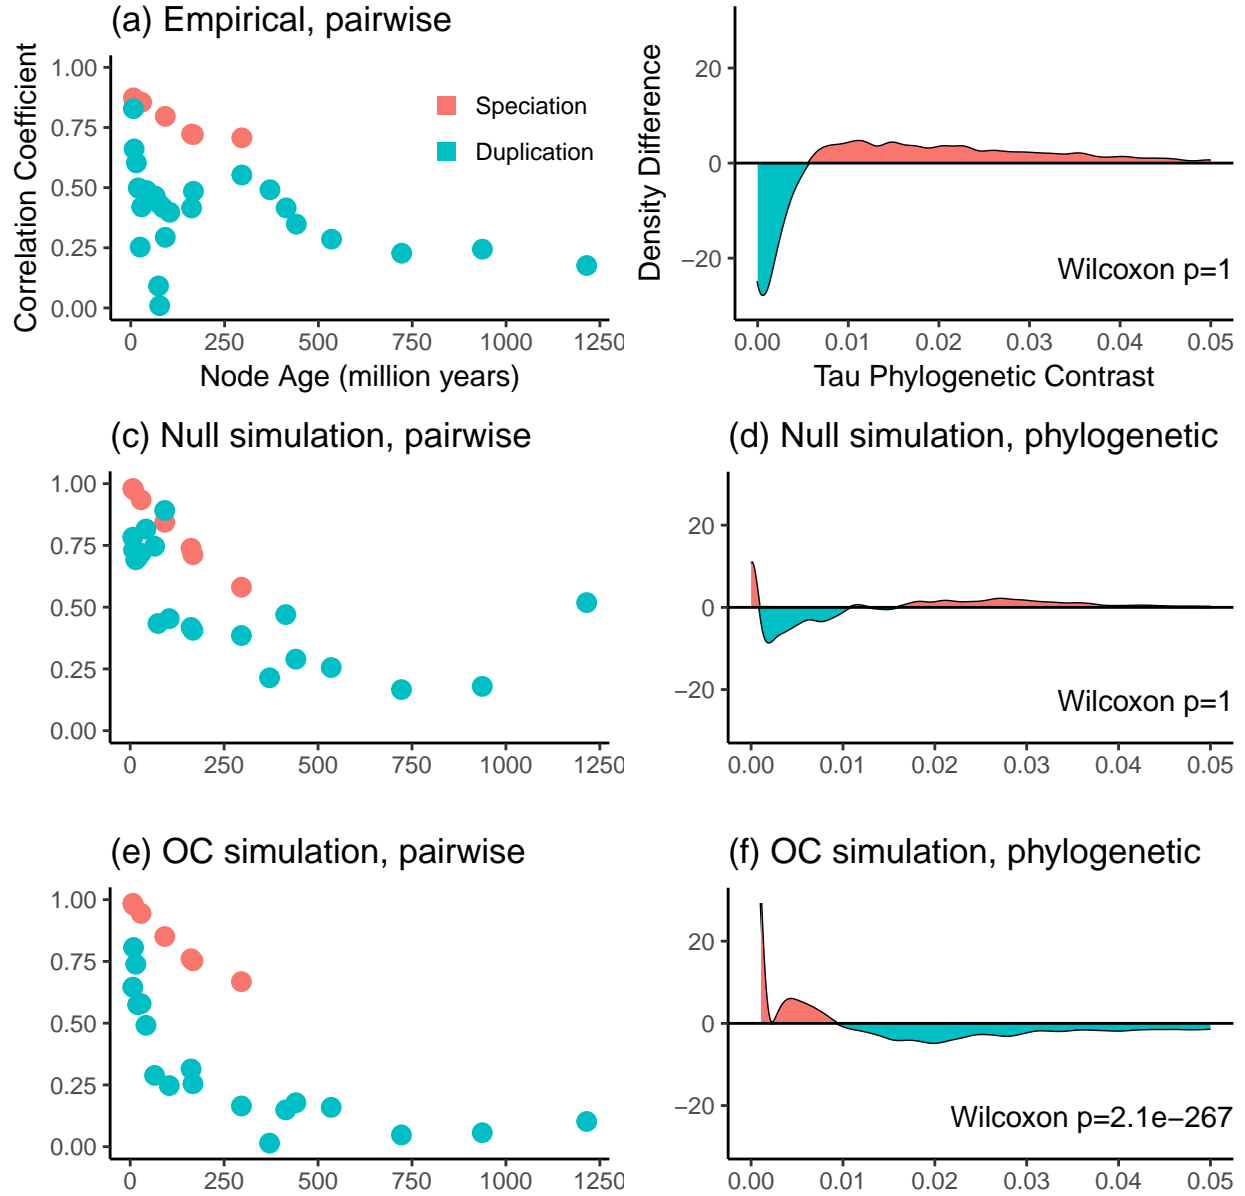 (a) Empirical, pairwise
Correlation Coefficient
1.00
0.75
0.50
0.25
0.00
Speciation
Duplication
0 250 500 750 1000 1250
Node Age (million years)
Density Difference
20
0
−20
Wilcoxon p=1
0.00 0.01 0.02 0.03 0.04 0.05
Tau Phylogenetic Contrast
(c) Null simulation, pairwise
1.00
0.75
0.50
0.25
0.00
0 250 500 750 1000 1250
(d) Null simulation, phylogenetic
20
0
−20
Wilcoxon p=1
0.00 0.01 0.02 0.03 0.04 0.05
(e) OC simulation, pairwise
1.00
0.75
0.50
0.25
0.00
0 250 500 750 1000 1250
(f) OC simulation, phylogenetic
20
0
−20
Wilcoxon p=2.1e−267
0.00 0.01 0.02 0.03 0.04 0.05